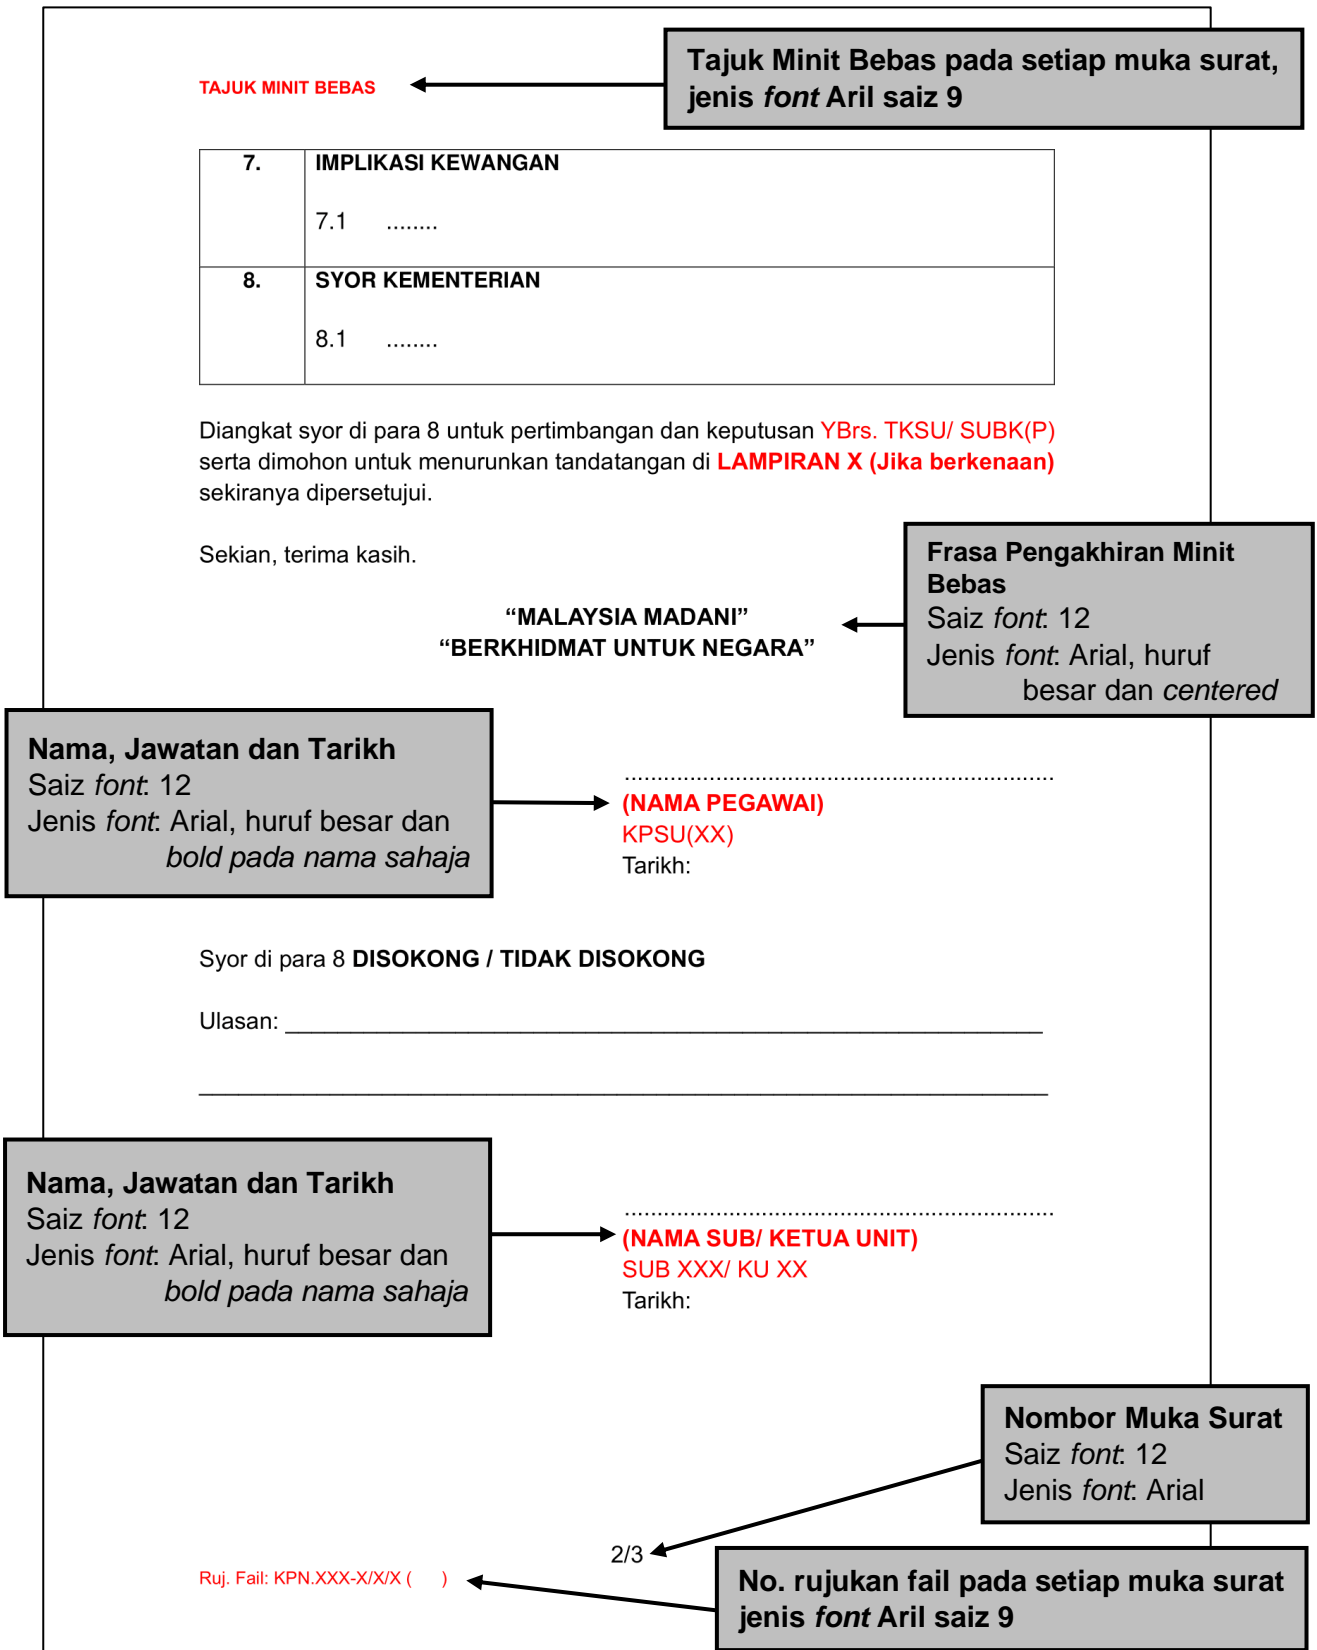 Tajuk Minit Bebas pada setiap muka surat,
jenis font Aril saiz 9
TAJUK MINIT BEBAS
7. IMPLIKASI KEWANGAN
7.1 ........
8. SYOR KEMENTERIAN
8.1 ........
Diangkat syor di para 8 untuk pertimbangan dan keputusan YBrs. TKSU/ SUBK(P)
serta dimohon untuk menurunkan tandatangan di LAMPIRAN X (Jika berkenaan)
sekiranya dipersetujui.
Sekian, terima kasih.
Frasa Pengakhiran Minit
Bebas
Saiz font: 12
Jenis font: Arial, huruf
besar dan centered
“MALAYSIA MADANI”
“BERKHIDMAT UNTUK NEGARA”
Nama, Jawatan dan Tarikh
Saiz font: 12
Jenis font: Arial, huruf besar dan
bold pada nama sahaja
..................................................................
(NAMA PEGAWAI)
KPSU(XX)
Tarikh:
Syor di para 8 DISOKONG / TIDAK DISOKONG
Ulasan: ____________________________________________________________
____________________________________________________________________
Nama, Jawatan dan Tarikh
Saiz font: 12
Jenis font: Arial, huruf besar dan
bold pada nama sahaja
..................................................................
(NAMA SUB/ KETUA UNIT)
SUB XXX/ KU XX
Tarikh:
Nombor Muka Surat
Saiz font: 12
Jenis font: Arial
2/3
Ruj. Fail: KPN.XXX-X/X/X ( )
No. rujukan fail pada setiap muka surat
jenis font Aril saiz 9